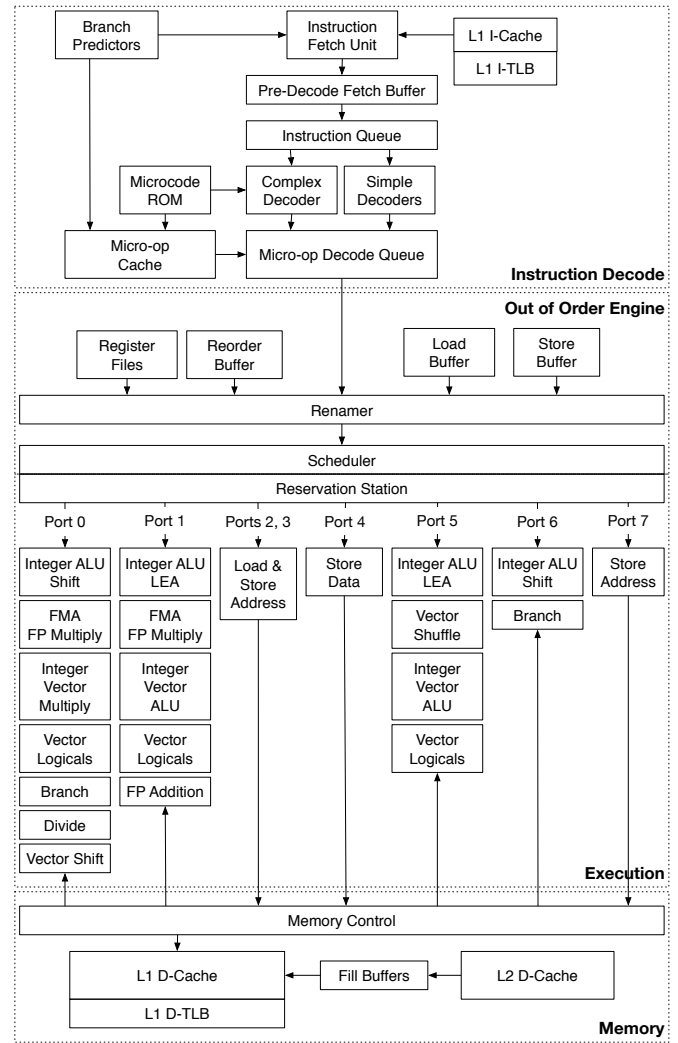 Branch
Predictors
Instruction
Fetch Unit
L1 I-Cache
L1 I-TLB
Pre-Decode Fetch Buffer
Instruction Queue
Microcode
ROM
Complex
Decoder
Simple
Decoders
Micro-op
Cache
Micro-op Decode Queue
Instruction Decode
Out of Order Engine
Register
Files
Reorder
Buffer
Load
Buffer
Store
Buffer
Renamer
Scheduler
Reservation Station
Port 0
Port 1
Ports 2, 3
Port 4
Port 5
Port 6
Port 7
Integer ALU
Shift
FMA
FP Multiply
Integer
Vector
Multiply
Vector
Logicals
Branch
Divide
Vector Shift
Integer ALU
LEA
FMA
FP Multiply
Integer
Vector
ALU
Vector
Logicals
FP Addition
Load &
Store
Address
Store
Data
Integer ALU
LEA
Vector
Shuffle
Integer
Vector
ALU
Vector
Logicals
Integer ALU
Shift
Branch
Store
Address
Execution
Memory Control
L1 D-Cache
L1 D-TLB
Fill Buffers
L2 D-Cache
Memory